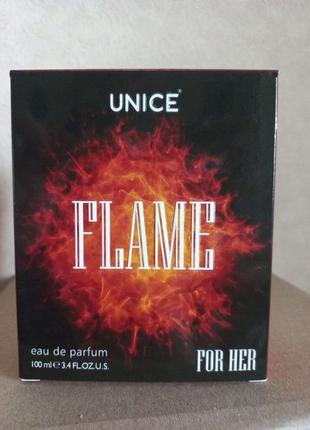 UNICE®
FLAME
eau de parfum
100 ml ℮ 3.4 FL.OZ.U.S.
FOR HER